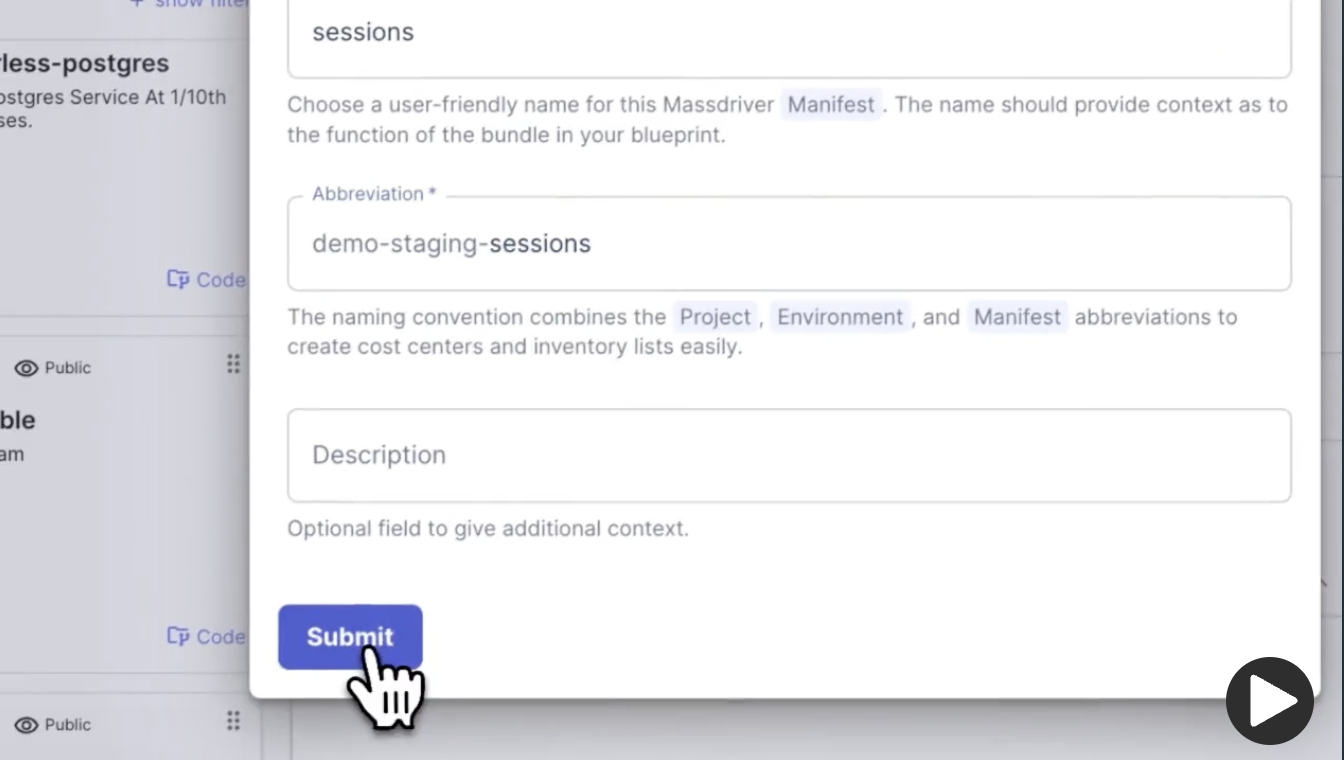 + show filter
rless-postgres
ostgres Service At 1/10th
ses.
Code
Public
ble
am
Code
Public
sessions
Choose a user-friendly name for this Massdriver Manifest. The name should provide context as to
the function of the bundle in your blueprint.
Abbreviation *
demo-staging-sessions
The naming convention combines the Project, Environment, and Manifest abbreviations to
create cost centers and inventory lists easily.
Description
Optional field to give additional context.
Submit